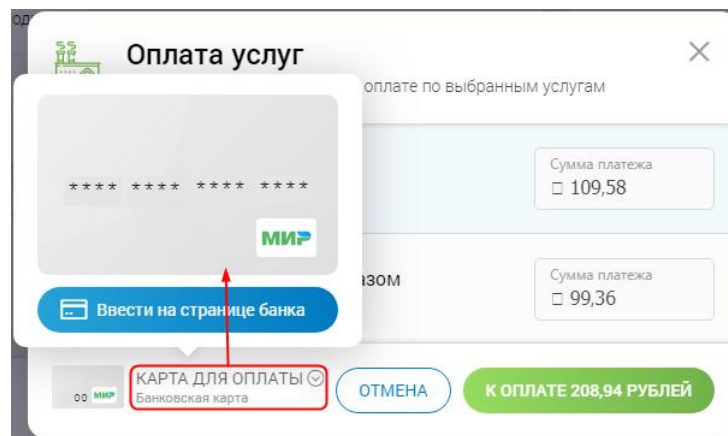 Оплата услуг
оплате по выбранным услугам
**** **** **** ****
МИР
Ввести на странице банка
Сумма платежа
□ 109,58
Сумма платежа
□ 99,36
КАРТА ДЛЯ ОПЛАТЫ
Банковская карта
МИР
ОТМЕНА
К ОПЛАТЕ 208,94 РУБЛЕЙ